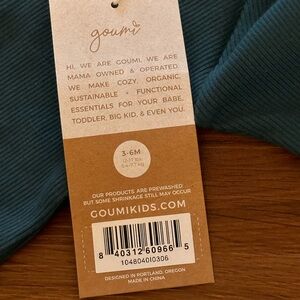 goumi
HI. WE ARE GOUMI. WE ARE
MAMA OWNED & OPERATED.
WE MAKE COZY, ORGANIC,
SUSTAINABLE + FUNCTIONAL
ESSENTIALS FOR YOUR BABE,
TODDLER, BIG KID, & EVEN YOU.
3-6M
OUR PRODUCTS ARE PREWASHED
BUT SOME SHRINKAGE STILL MAY OCCUR
GOUMIKIDS.COM
8 40312 60966 5
DESIGNED IN PORTLAND, OREGON
MADE IN CHINA